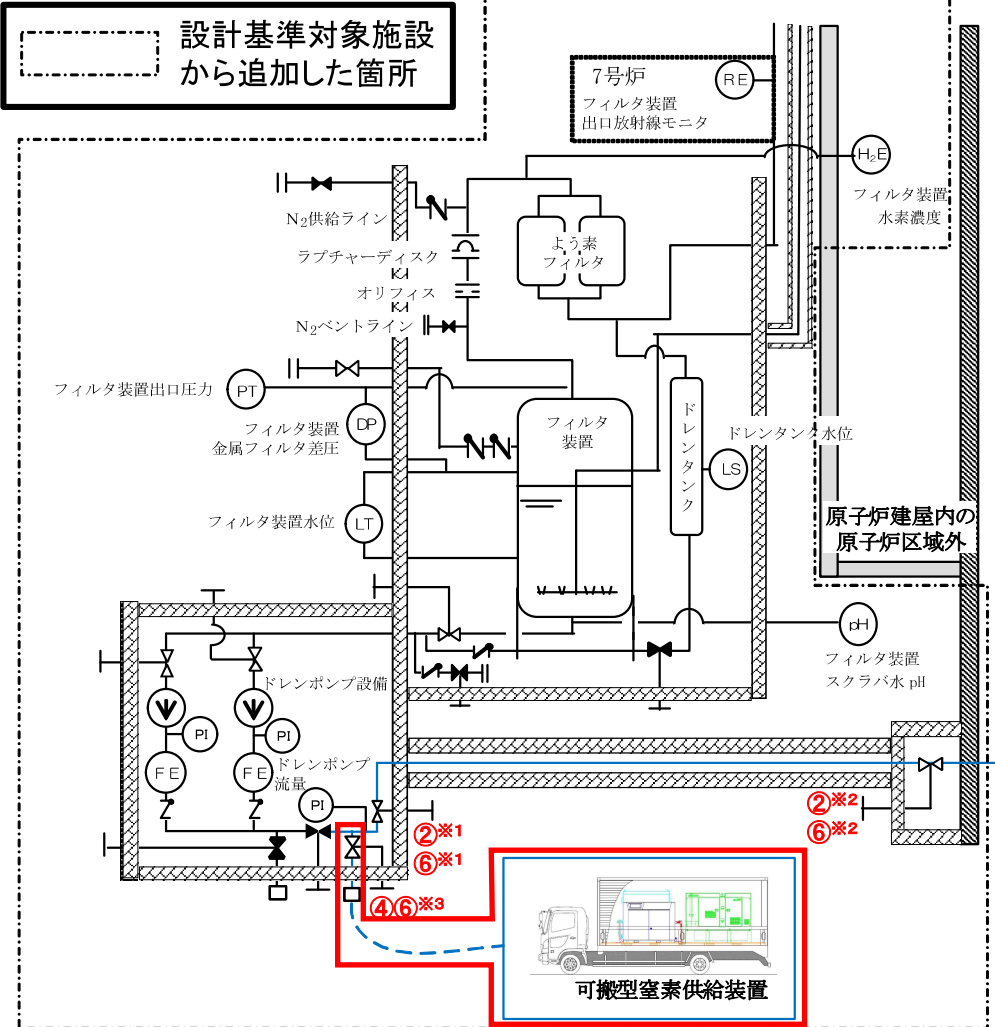 設計基準対象施設
から追加した箇所
7号炉
フィルタ装置
出口放射線モニタ
RE
H₂E
フィルタ装置
水素濃度
N₂供給ライン
ラプチャーディスク
オリフィス
N₂ベントライン
よう素
フィルタ
フィルタ装置出口圧力
PT
DP
フィルタ装置
金属フィルタ差圧
フィルタ
装置
ドレンタンク
ドレンタンク水位
LS
フィルタ装置水位
LT
原子炉建屋内の
原子炉区域外
pH
フィルタ装置
スクラバ水 pH
ドレンポンプ設備
PI
PI
FE
FE
ドレンポンプ
流量
PI
②※1
⑥※1
②※2
⑥※2
④⑥※3
可搬型窒素供給装置